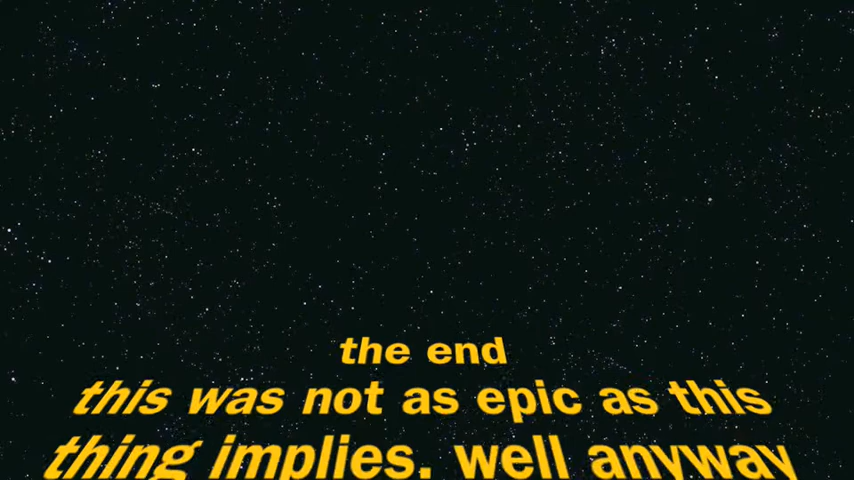 the end
this was not as epic as this
thing implies. well anyway